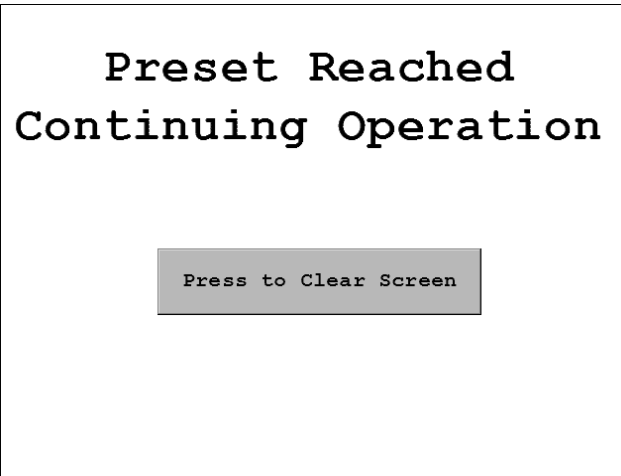 Preset Reached
Continuing Operation
Press to Clear Screen